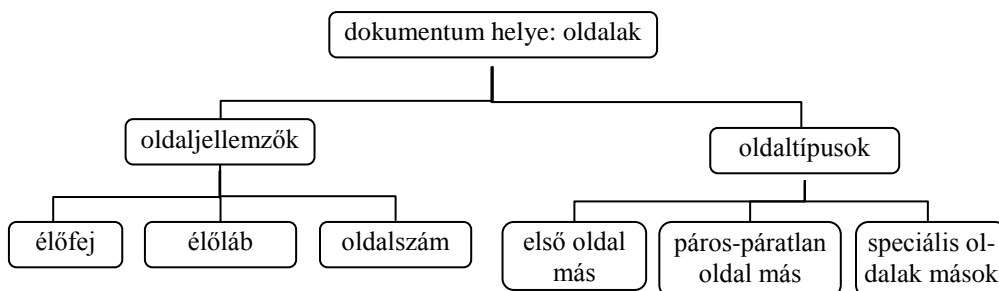 dokumentum helye: oldalak
oldaljellemzők
oldaltípusok
élőfej
élőláb
oldalszám
első oldal
más
páros-páratlan
oldal más
speciális ol-
dalak mások